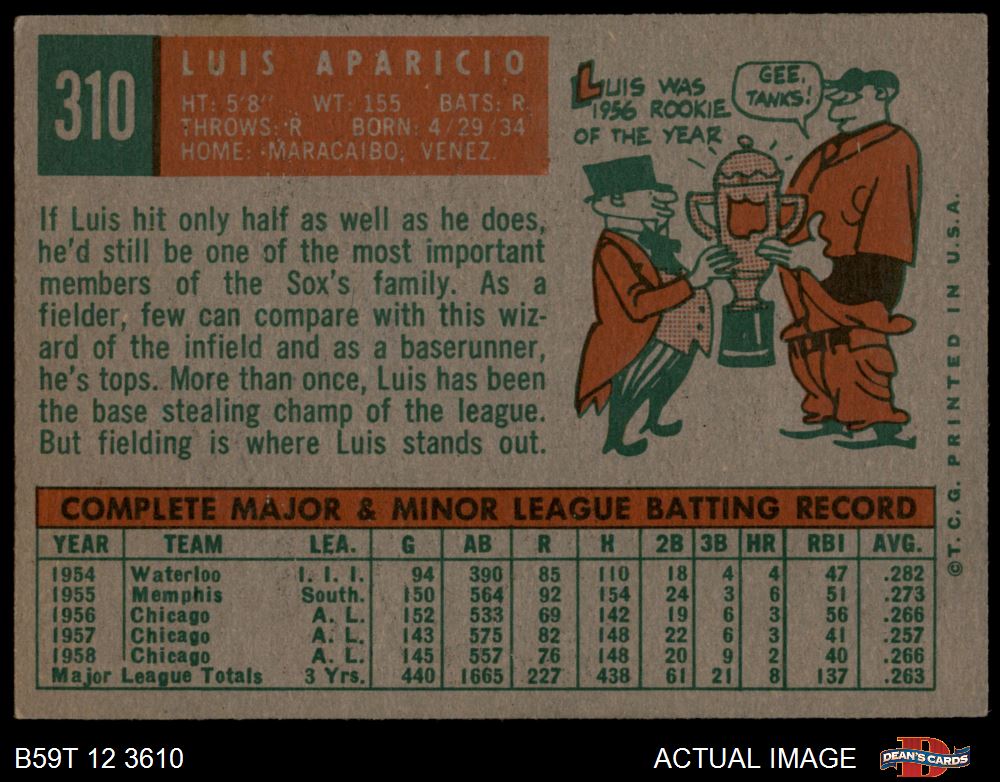 310
LUIS APARICIO
HT: 5'8" WT: 155 BATS: R
THROWS: R BORN: 4/29/34
HOME: MARACAIBO, VENEZ.
LUIS WAS
1956 ROOKIE
OF THE YEAR
GEE,
TANKS!
If Luis hit only half as well as he does,
he'd still be one of the most important
members of the Sox's family. As a
fielder, few can compare with this wiz-
ard of the infield and as a baserunner,
he's tops. More than once, Luis has been
the base stealing champ of the league.
But fielding is where Luis stands out.
COMPLETE MAJOR & MINOR LEAGUE BATTING RECORD
YEAR TEAM LEA. G AB R H 2B 3B HR RBI AVG.
1954 Waterloo I. I. I. 94 390 85 110 18 4 4 47 .282
1955 Memphis South. 150 564 92 154 24 3 6 51 .273
1956 Chicago A. L. 152 533 69 142 19 6 3 56 .266
1957 Chicago A. L. 143 575 82 148 22 6 3 41 .257
1958 Chicago A. L. 145 557 76 148 20 9 2 40 .266
Major League Totals 3 Yrs. 440 1665 227 438 61 21 8 137 .263
©T. C. G. PRINTED IN U.S.A.
B59T 12 3610
ACTUAL IMAGE
DEAN'S CARDS